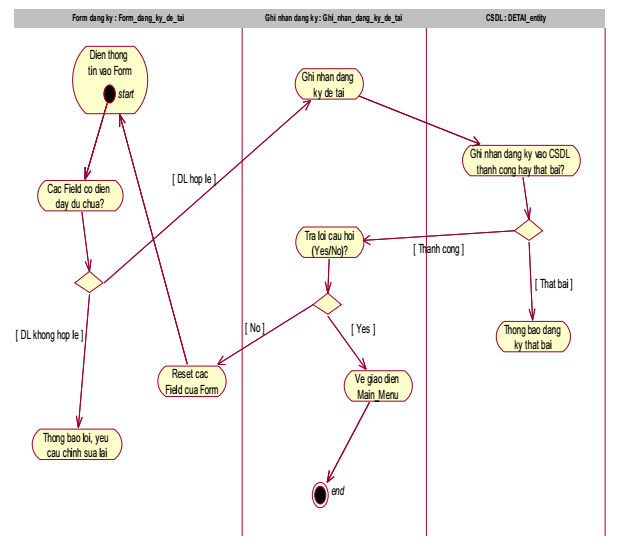 Form dang ky : Form_dang_ky_de_tai
Ghi nhan dang ky : Ghi_nhan_dang_ky_de_tai
CSDL : DETAI_entity
Dien thong
tin vao Form
start
Ghi nhan dang
ky de tai
Ghi nhan dang ky vao CSDL
thanh cong hay that bai?
Cac Field co dien
day du chua?
[ DL hop le ]
Tra loi cau hoi
(Yes/No)?
[ Thanh cong ]
[ That bai ]
[ DL khong hop le ]
[ No ]
[ Yes ]
Thong bao dang
ky that bai
Reset cac
Field cua Form
Ve giao dien
Main_Menu
Thong bao loi, yeu
cau chinh sua lai
end